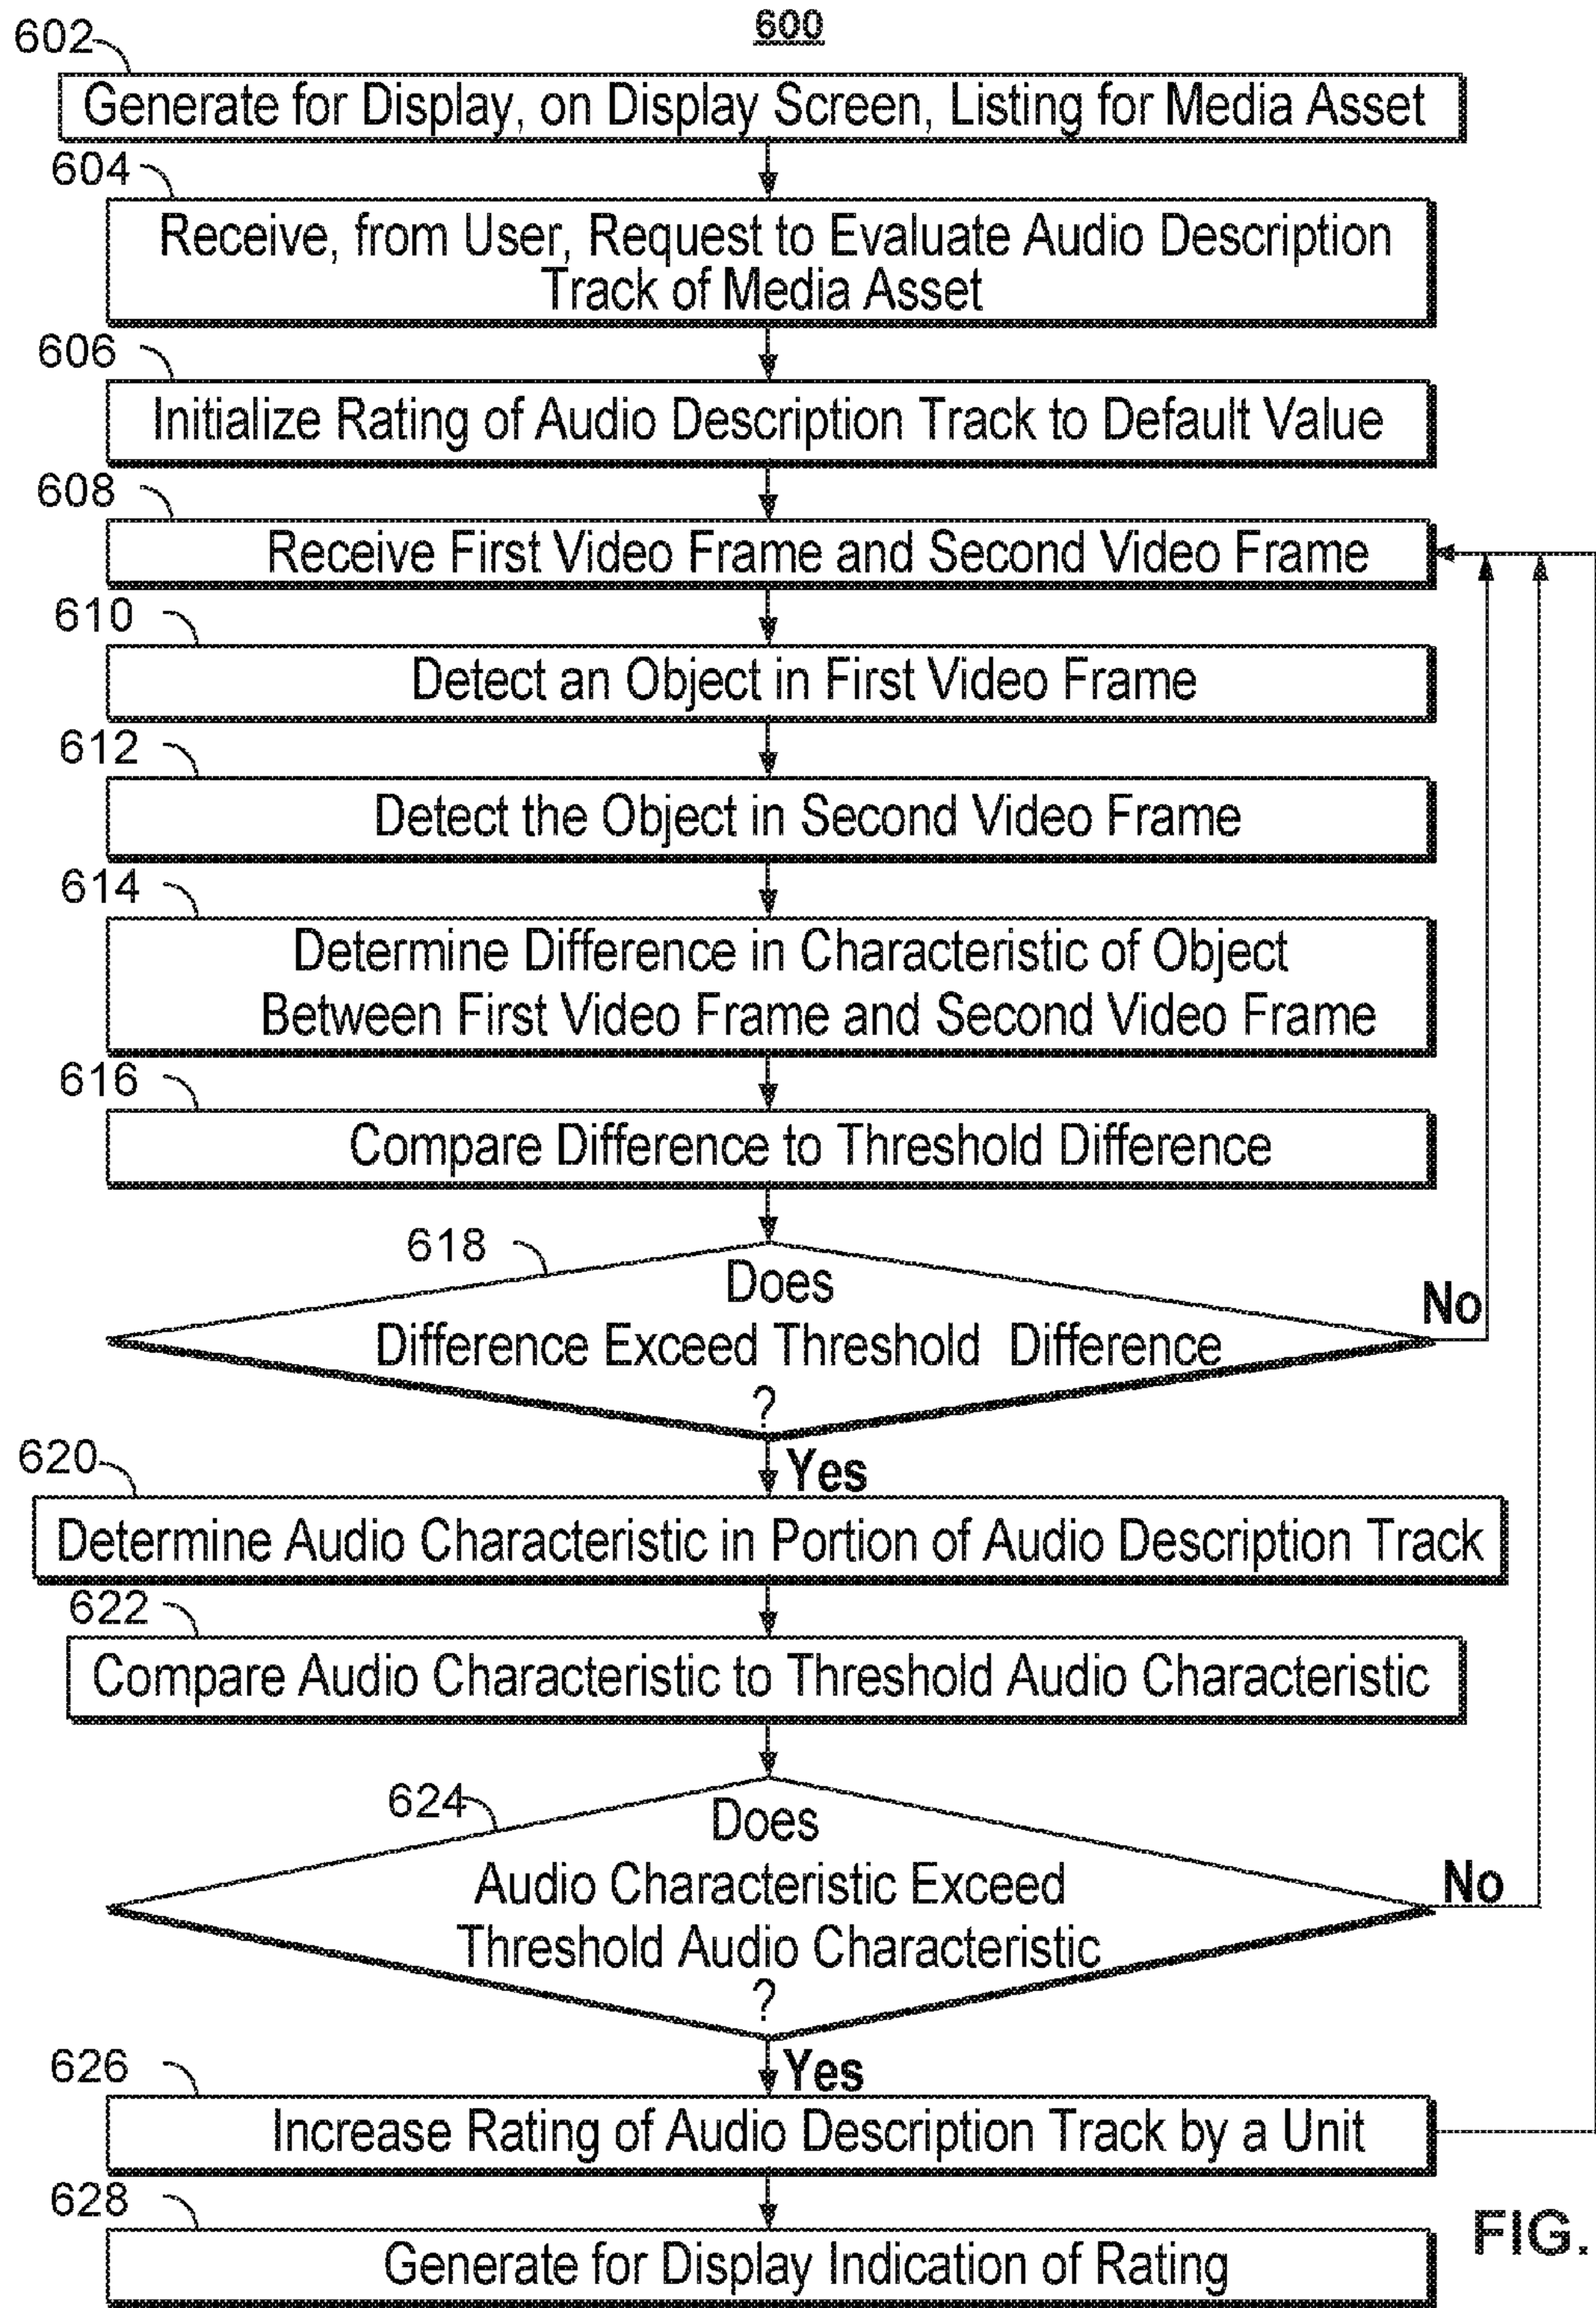 600
602
Generate for Display, on Display Screen, Listing for Media Asset
604
Receive, from User, Request to Evaluate Audio Description
Track of Media Asset
606
Initialize Rating of Audio Description Track to Default Value
608
Receive First Video Frame and Second Video Frame
610
Detect an Object in First Video Frame
612
Detect the Object in Second Video Frame
614
Determine Difference in Characteristic of Object
Between First Video Frame and Second Video Frame
616
Compare Difference to Threshold Difference
618
Does
Difference Exceed Threshold Difference
?
No
Yes
620
Determine Audio Characteristic in Portion of Audio Description Track
622
Compare Audio Characteristic to Threshold Audio Characteristic
624
Does
Audio Characteristic Exceed
Threshold Audio Characteristic
?
No
Yes
626
Increase Rating of Audio Description Track by a Unit
628
Generate for Display Indication of Rating
FIG.